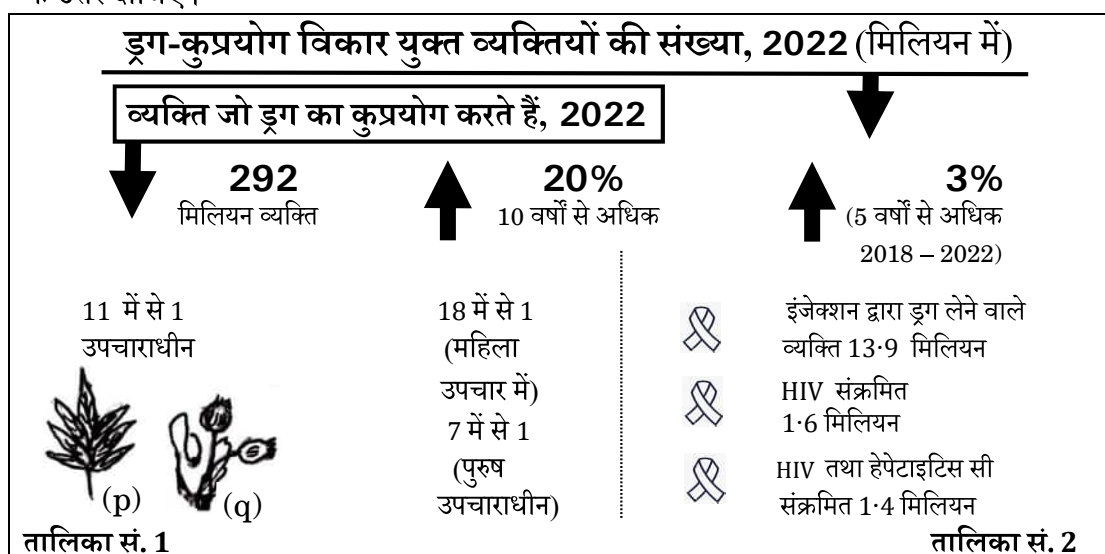 के उत्तर दीजिए।
ड्रग-कुप्रयोग विकार युक्त व्यक्तियों की संख्या, 2022 (मिलियन में)
व्यक्ति जो ड्रग का कुप्रयोग करते हैं, 2022
292
मिलियन व्यक्ति
20%
10 वर्षों से अधिक
3%
(5 वर्षों से अधिक
2018 – 2022)
11 में से 1
उपचाराधीन
(p)
(q)
18 में से 1
(महिला
उपचार में)
7 में से 1
(पुरुष
उपचाराधीन)
इंजेक्शन द्वारा ड्रग लेने वाले
व्यक्ति 13·9 मिलियन
HIV संक्रमित
1·6 मिलियन
HIV तथा हेपेटाइटिस सी
संक्रमित 1·4 मिलियन
तालिका सं. 1
तालिका सं. 2